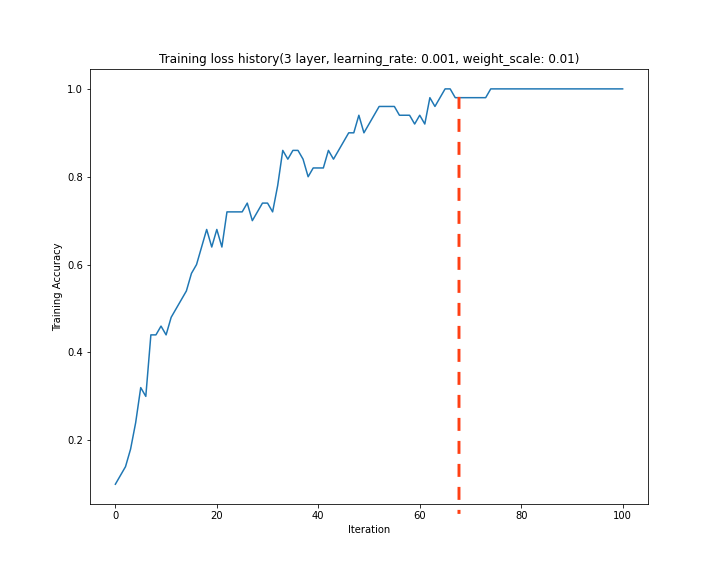 Training loss history(3 layer, learning_rate: 0.001, weight_scale: 0.01)
1.0
0.8
0.6
0.4
0.2
Training Accuracy
0 20 40 60 80 100
Iteration